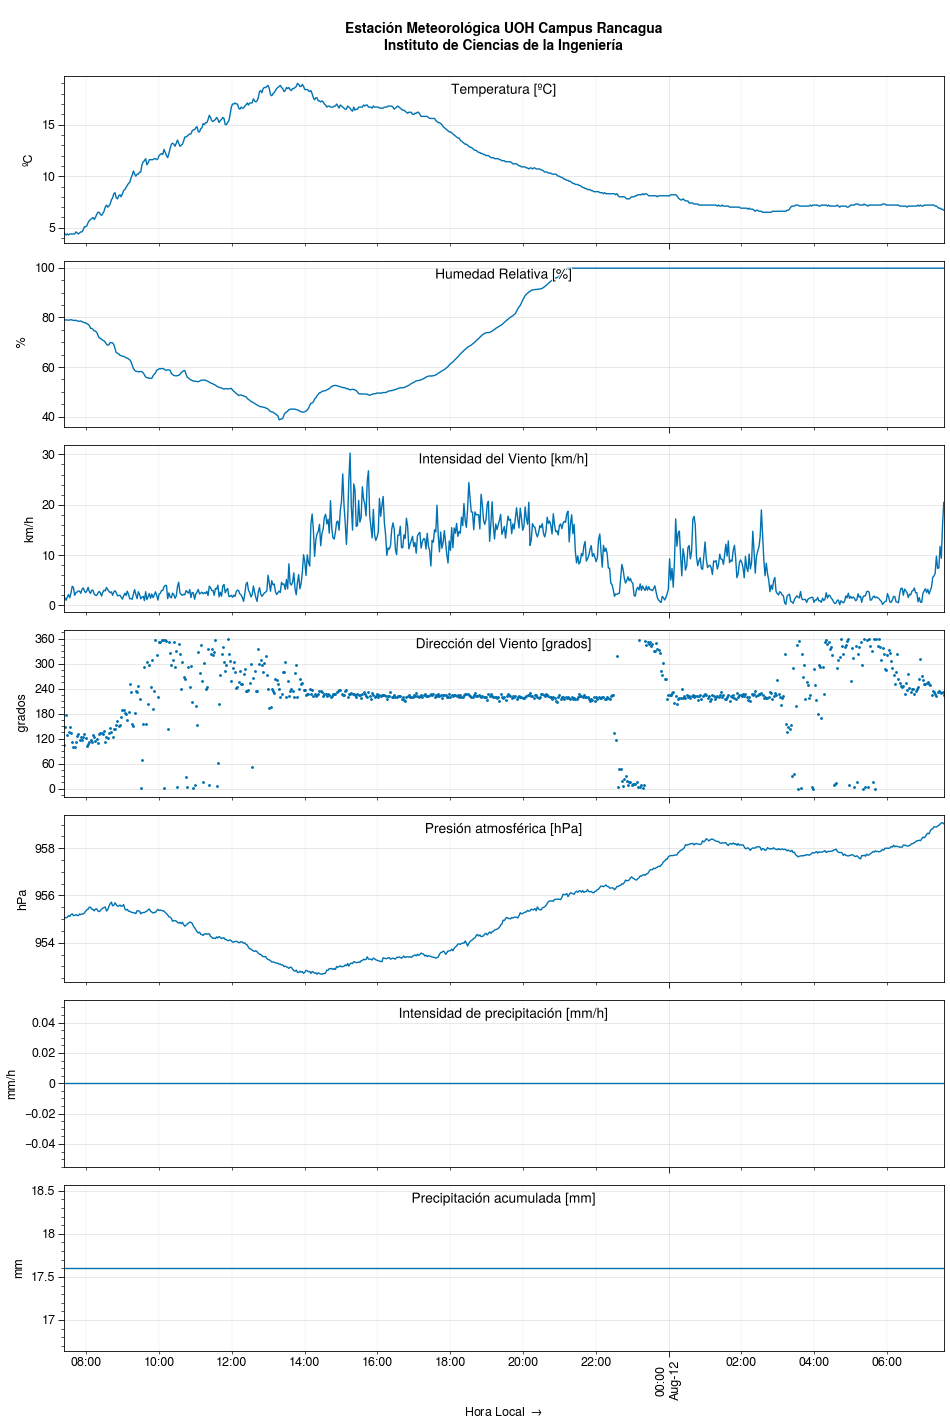 Estación Meteorológica UOH Campus Rancagua
Instituto de Ciencias de la Ingeniería
Temperatura [ºC]
ºC
15
10
5
Humedad Relativa [%]
%
100
80
60
40
Intensidad del Viento [km/h]
km/h
30
20
10
0
Dirección del Viento [grados]
grados
360
300
240
180
120
60
0
Presión atmosférica [hPa]
hPa
958
956
954
Intensidad de precipitación [mm/h]
mm/h
0.04
0.02
0
−0.02
−0.04
Precipitación acumulada [mm]
mm
18.5
18
17.5
17
08:00 10:00 12:00 14:00 16:00 18:00 20:00 22:00 00:00 02:00 04:00 06:00
Aug-12
Hora Local →